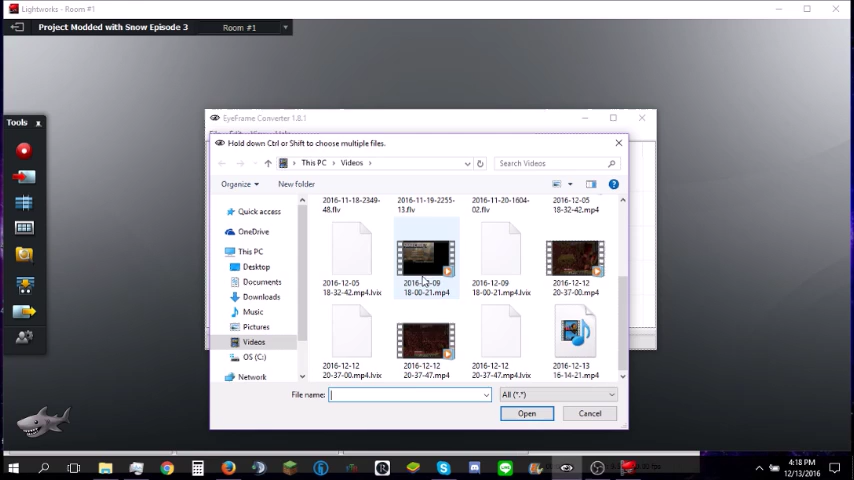 Lightworks - Room #1
Project Modded with Snow Episode 3 Room #1
EyeFrame Converter 1.8.1
Tools x
Hold down Ctrl or Shift to choose multiple files.
This PC Videos
Search Videos
Organize New folder
Quick access
OneDrive
This PC
Desktop
Documents
Downloads
Music
Pictures
Videos
OS (C:)
Network
2016-11-18-2349-48.flv
2016-11-19-2255-13.flv
2016-11-20-1604-02.flv
2016-12-05 18-32-42.mp4
2016-12-05 18-32-42.mp4.lvix
2016-12-09 18-00-21.mp4
2016-12-09 18-00-21.mp4.lvix
2016-12-12 20-37-00.mp4
2016-12-12 20-37-00.mp4.lvix
2016-12-12 20-37-47.mp4
2016-12-12 20-37-47.mp4.lvix
2016-12-13 16-14-21.mp4
File name:
All (*.*)
Open Cancel
4:18 PM
12/13/2016